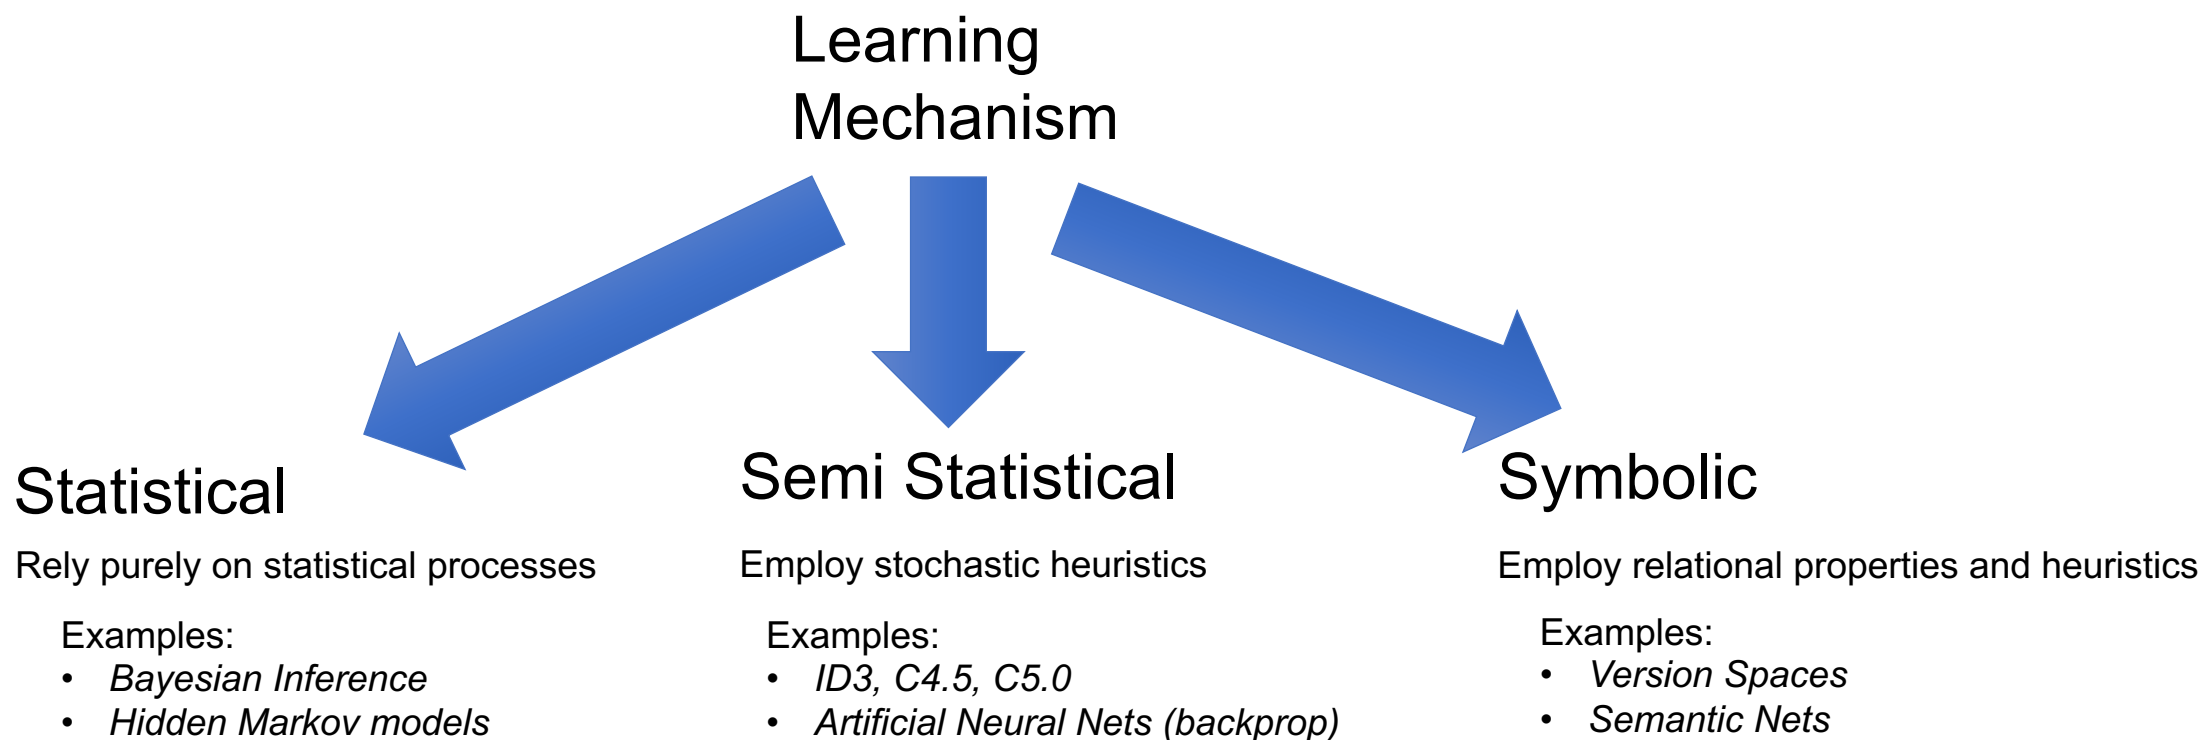 Learning
Mechanism
Statistical
Rely purely on statistical processes
Examples:
• Bayesian Inference
• Hidden Markov models
Semi Statistical
Employ stochastic heuristics
Examples:
• ID3, C4.5, C5.0
• Artificial Neural Nets (backprop)
Symbolic
Employ relational properties and heuristics
Examples:
• Version Spaces
• Semantic Nets